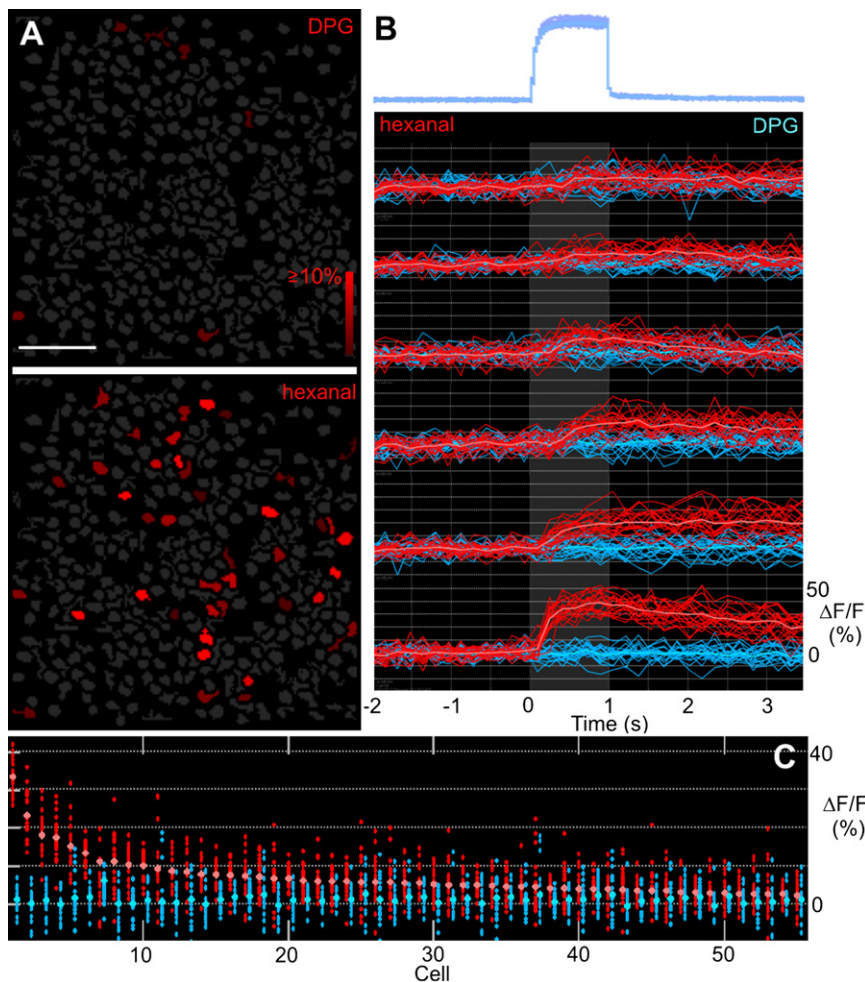 A
DPG
≥10%
hexanal
B
hexanal
DPG
50
ΔF/F
(%)
0
-2 -1 0 1 2 3
Time (s)
C
40
ΔF/F
(%)
0
10 20 30 40 50
Cell